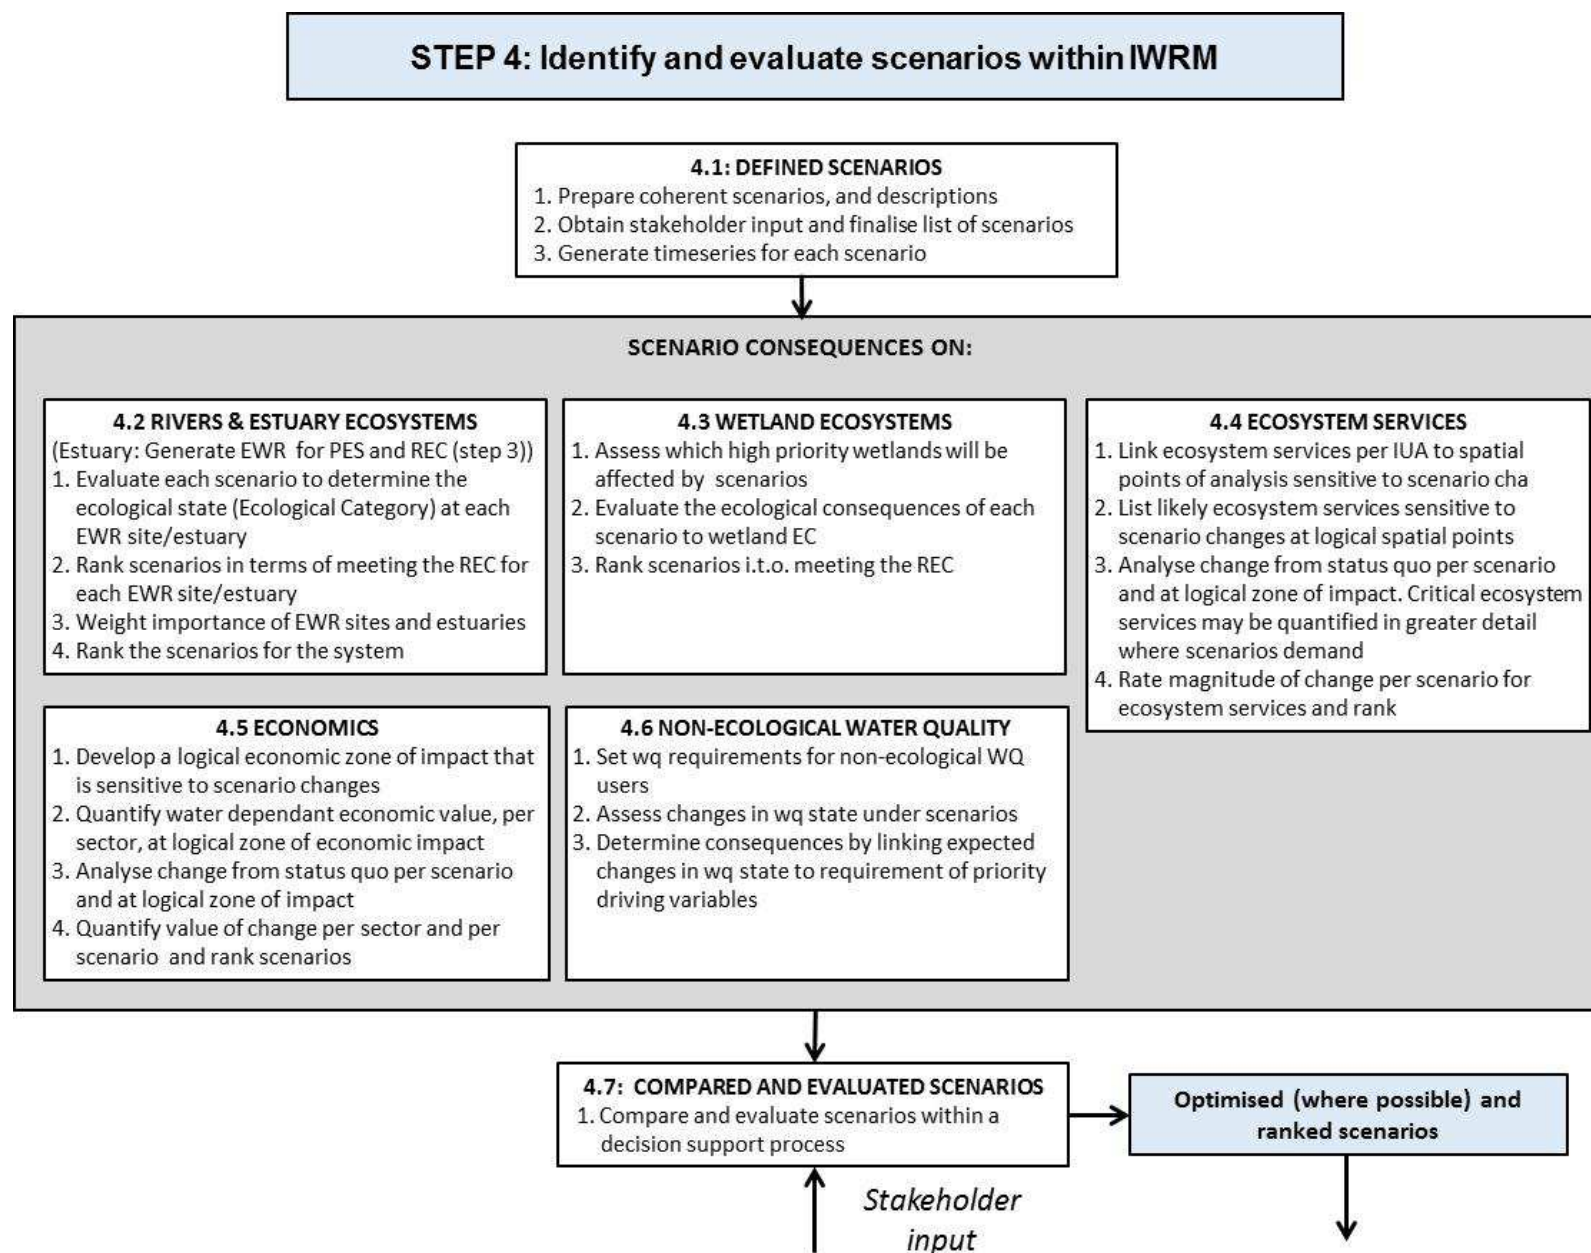 STEP 4: Identify and evaluate scenarios within IWRM
4.1: DEFINED SCENARIOS
1. Prepare coherent scenarios, and descriptions
2. Obtain stakeholder input and finalise list of scenarios
3. Generate timeseries for each scenario
SCENARIO CONSEQUENCES ON:
4.2 RIVERS & ESTUARY ECOSYSTEMS
(Estuary: Generate EWR for PES and REC (step 3))
1. Evaluate each scenario to determine the
ecological state (Ecological Category) at each
EWR site/estuary
2. Rank scenarios in terms of meeting the REC for
each EWR site/estuary
3. Weight importance of EWR sites and estuaries
4. Rank the scenarios for the system
4.3 WETLAND ECOSYSTEMS
1. Assess which high priority wetlands will be
affected by scenarios
2. Evaluate the ecological consequences of each
scenario to wetland EC
3. Rank scenarios i.t.o. meeting the REC
4.4 ECOSYSTEM SERVICES
1. Link ecosystem services per IUA to spatial
points of analysis sensitive to scenario cha
2. List likely ecosystem services sensitive to
scenario changes at logical spatial points
3. Analyse change from status quo per scenario
and at logical zone of impact. Critical ecosystem
services may be quantified in greater detail
where scenarios demand
4. Rate magnitude of change per scenario for
ecosystem services and rank
4.5 ECONOMICS
1. Develop a logical economic zone of impact that
is sensitive to scenario changes
2. Quantify water dependant economic value, per
sector, at logical zone of economic impact
3. Analyse change from status quo per scenario
and at logical zone of impact
4. Quantify value of change per sector and per
scenario and rank scenarios
4.6 NON-ECOLOGICAL WATER QUALITY
1. Set wq requirements for non-ecological WQ
users
2. Assess changes in wq state under scenarios
3. Determine consequences by linking expected
changes in wq state to requirement of priority
driving variables
4.7: COMPARED AND EVALUATED SCENARIOS
1. Compare and evaluate scenarios within a
decision support process
Optimised (where possible) and
ranked scenarios
Stakeholder
input